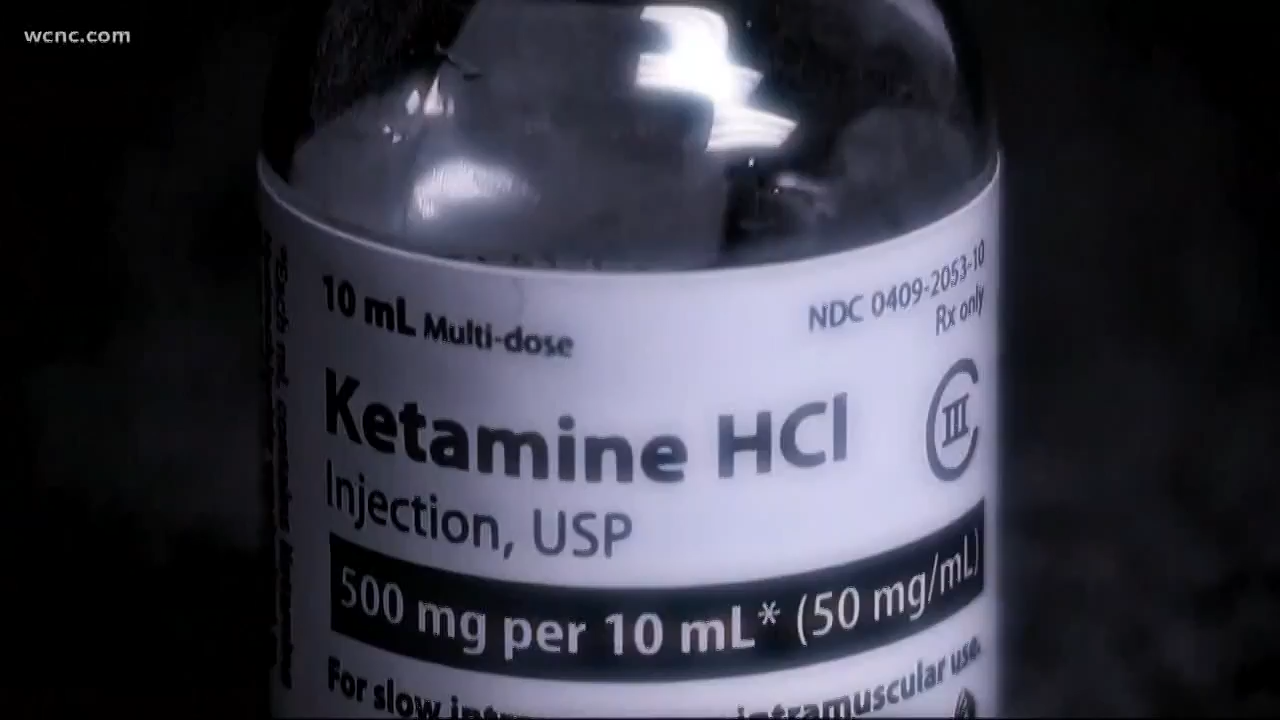 wcnc.com
10 mL Multi-dose
NDC 0409-2053-10
Rx only
Ketamine HCl
CIII
Injection, USP
500 mg per 10 mL* (50 mg/mL)
For slow intramuscular use.